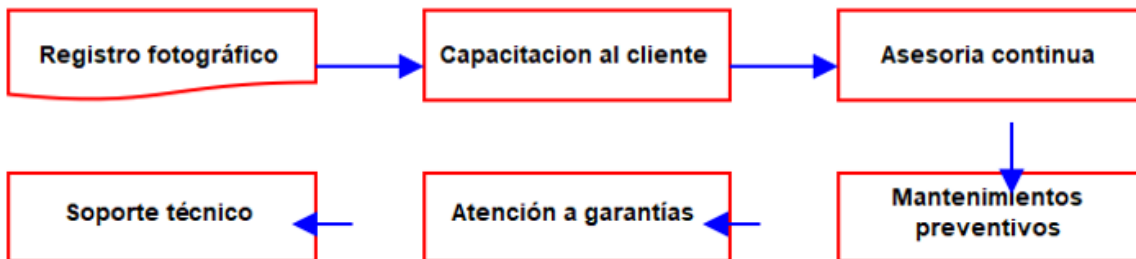 Registro fotográfico
Capacitacion al cliente
Asesoria continua
Mantenimientos
preventivos
Atención a garantías
Soporte técnico